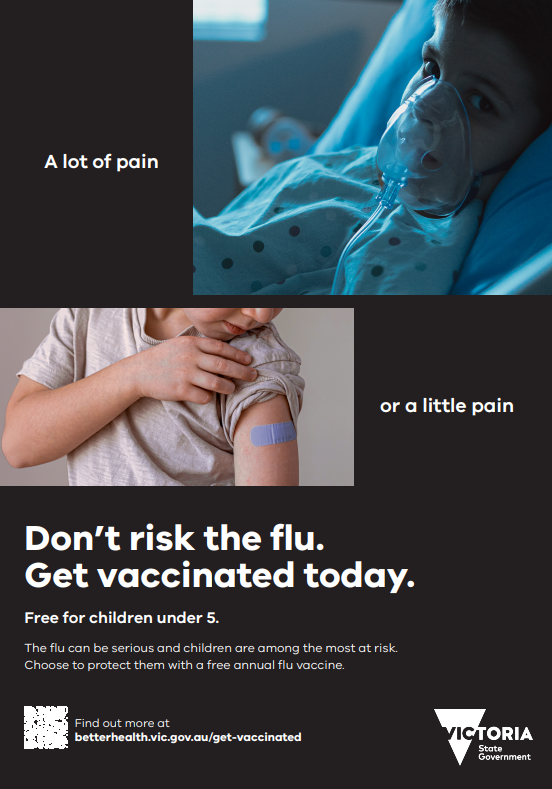 A lot of pain
or a little pain
Don’t risk the flu.
Get vaccinated today.
Free for children under 5.
The flu can be serious and children are among the most at risk.
Choose to protect them with a free annual flu vaccine.
Find out more at
betterhealth.vic.gov.au/get-vaccinated
VICTORIA
State
Government